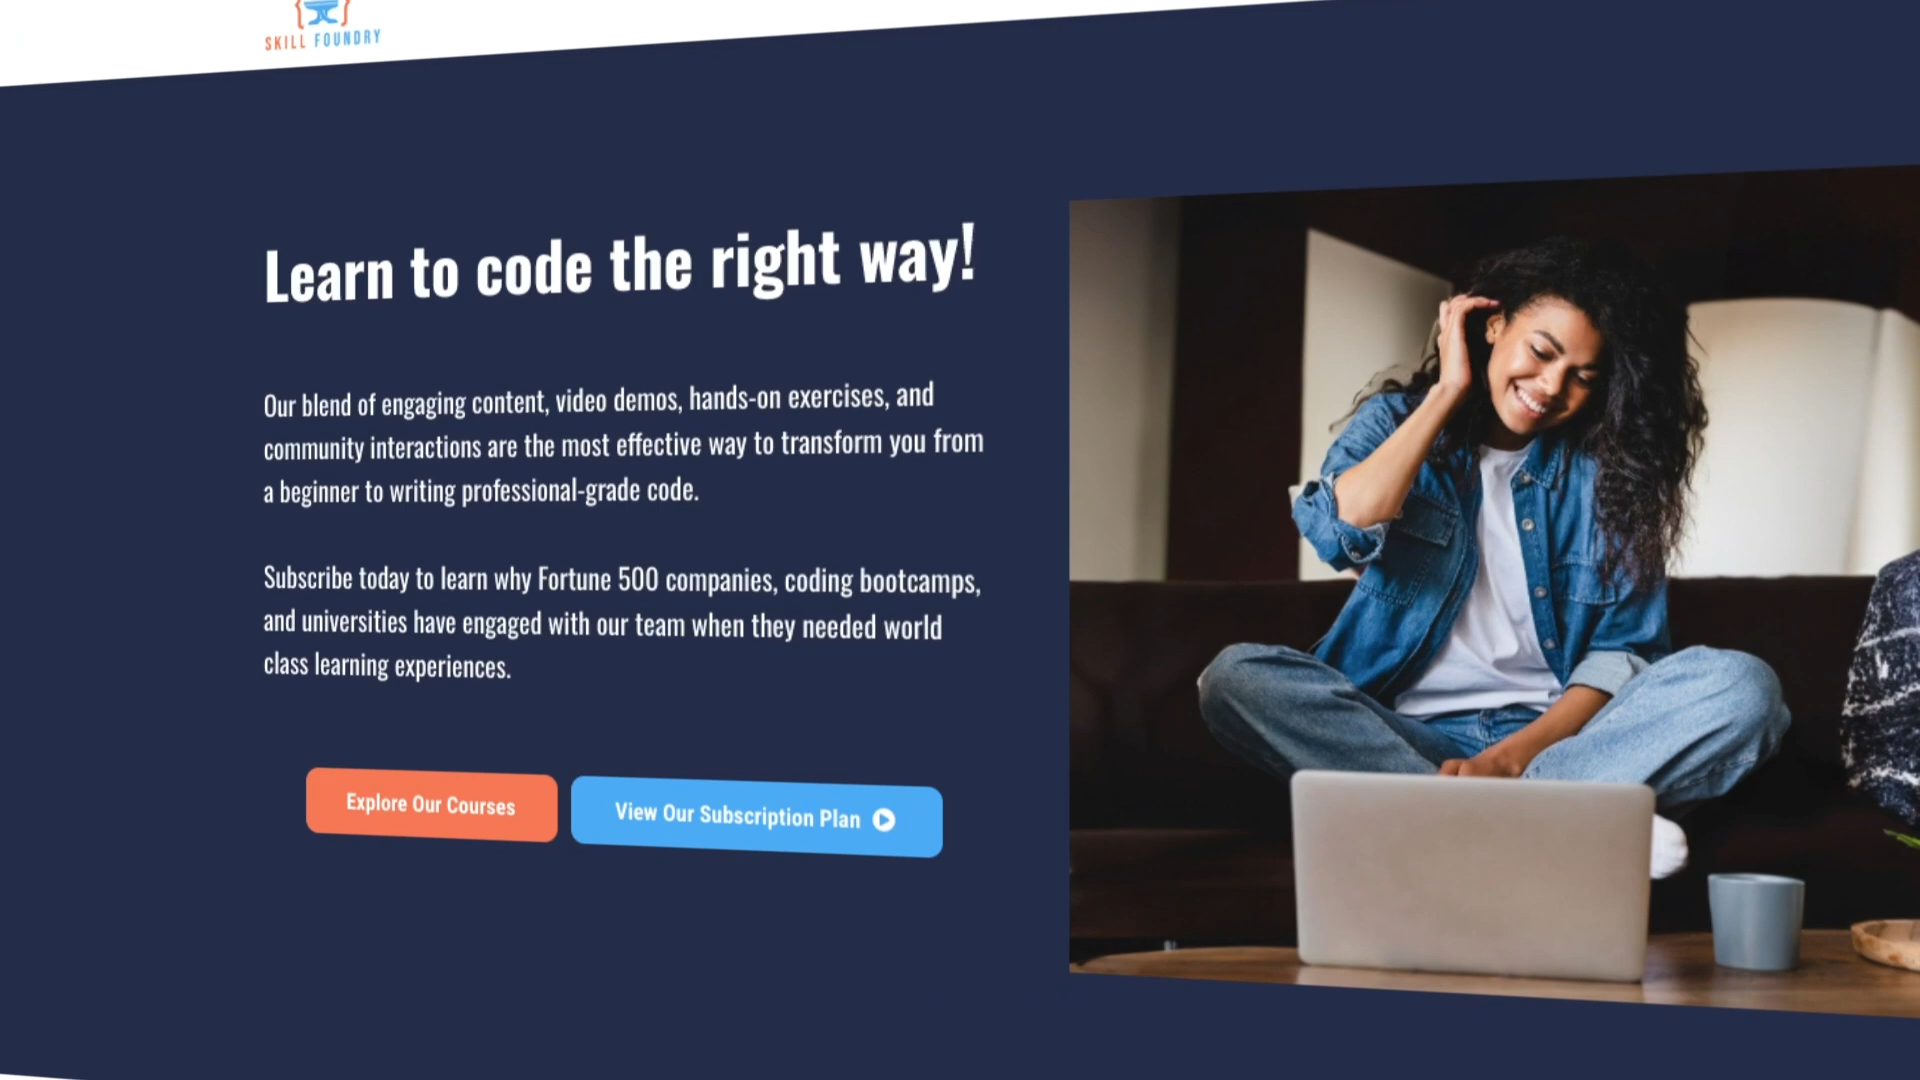 SKILL FOUNDRY
Learn to code the right way!
Our blend of engaging content, video demos, hands-on exercises, and
community interactions are the most effective way to transform you from
a beginner to writing professional-grade code.
Subscribe today to learn why Fortune 500 companies, coding bootcamps,
and universities have engaged with our team when they needed world
class learning experiences.
Explore Our Courses
View Our Subscription Plan